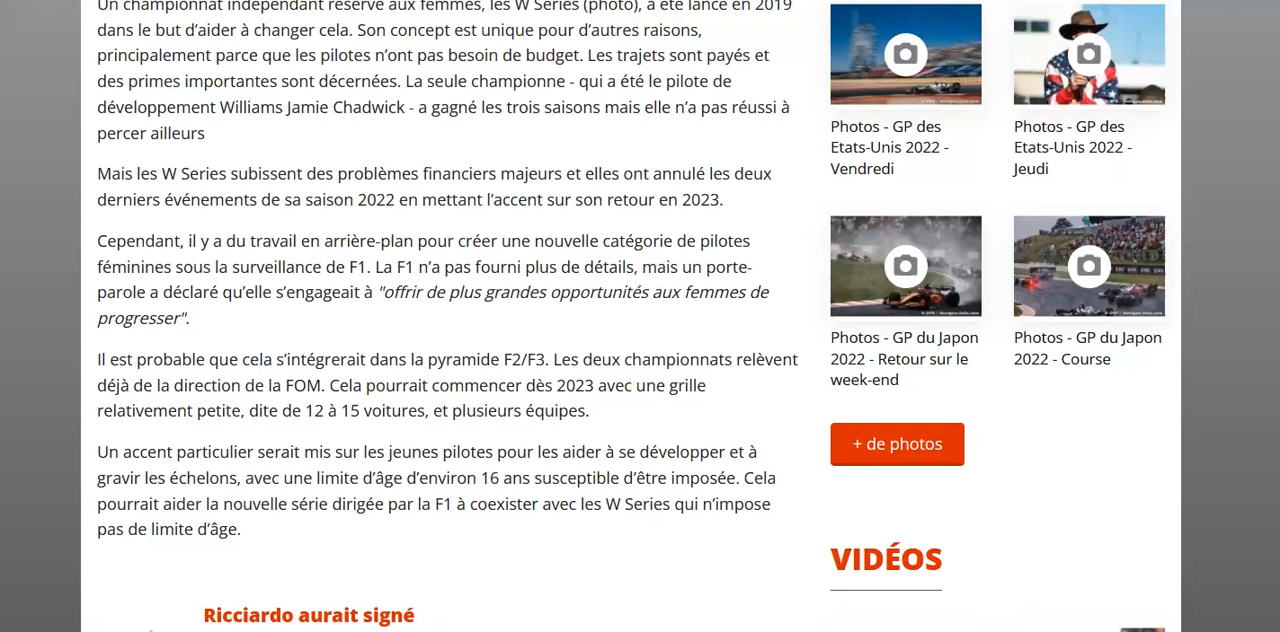 Un championnat indépendant réservé aux femmes, les W Series (photo), a été lancé en 2019
dans le but d’aider à changer cela. Son concept est unique pour d’autres raisons,
principalement parce que les pilotes n’ont pas besoin de budget. Les trajets sont payés et
des primes importantes sont décernées. La seule championne - qui a été le pilote de
développement Williams Jamie Chadwick - a gagné les trois saisons mais elle n’a pas réussi à
percer ailleurs
Mais les W Series subissent des problèmes financiers majeurs et elles ont annulé les deux
derniers événements de sa saison 2022 en mettant l’accent sur son retour en 2023.
Cependant, il y a du travail en arrière-plan pour créer une nouvelle catégorie de pilotes
féminines sous la surveillance de F1. La F1 n’a pas fourni plus de détails, mais un porte-
parole a déclaré qu’elle s’engageait à "offrir de plus grandes opportunités aux femmes de
progresser".
Il est probable que cela s’intégrerait dans la pyramide F2/F3. Les deux championnats relèvent
déjà de la direction de la FOM. Cela pourrait commencer dès 2023 avec une grille
relativement petite, dite de 12 à 15 voitures, et plusieurs équipes.
Un accent particulier serait mis sur les jeunes pilotes pour les aider à se développer et à
gravir les échelons, avec une limite d’âge d’environ 16 ans susceptible d’être imposée. Cela
pourrait aider la nouvelle série dirigée par la F1 à coexister avec les W Series qui n’impose
pas de limite d’âge.
Ricciardo aurait signé
Photos - GP des
Etats-Unis 2022 -
Vendredi
Photos - GP des
Etats-Unis 2022 -
Jeudi
Photos - GP du Japon
2022 - Retour sur le
week-end
Photos - GP du Japon
2022 - Course
+ de photos
VIDÉOS